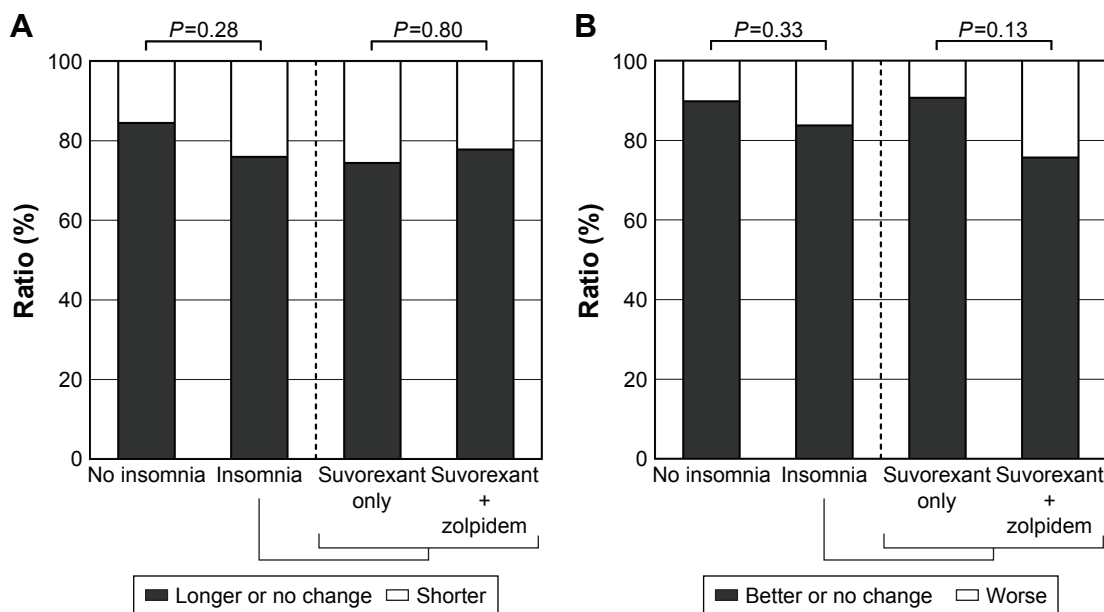 A
P=0.28
P=0.80
Ratio (%)
100
80
60
40
20
0
No insomnia
Insomnia
Suvorexant
only
Suvorexant
+
zolpidem
Longer or no change
Shorter
B
P=0.33
P=0.13
Ratio (%)
100
80
60
40
20
0
No insomnia
Insomnia
Suvorexant
only
Suvorexant
+
zolpidem
Better or no change
Worse